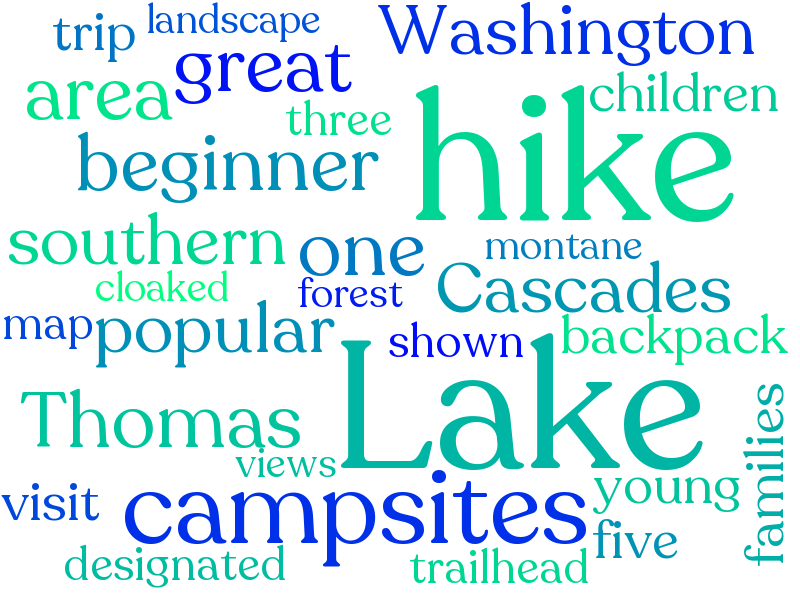 trip
landscape
Washington
great
area
children
three
hike
beginner
southern
one
montane
cloaked
forest
Cascades
map
popular
shown
backpack
Lake
Thomas
views
families
visit
campsites
young
five
designated
trailhead